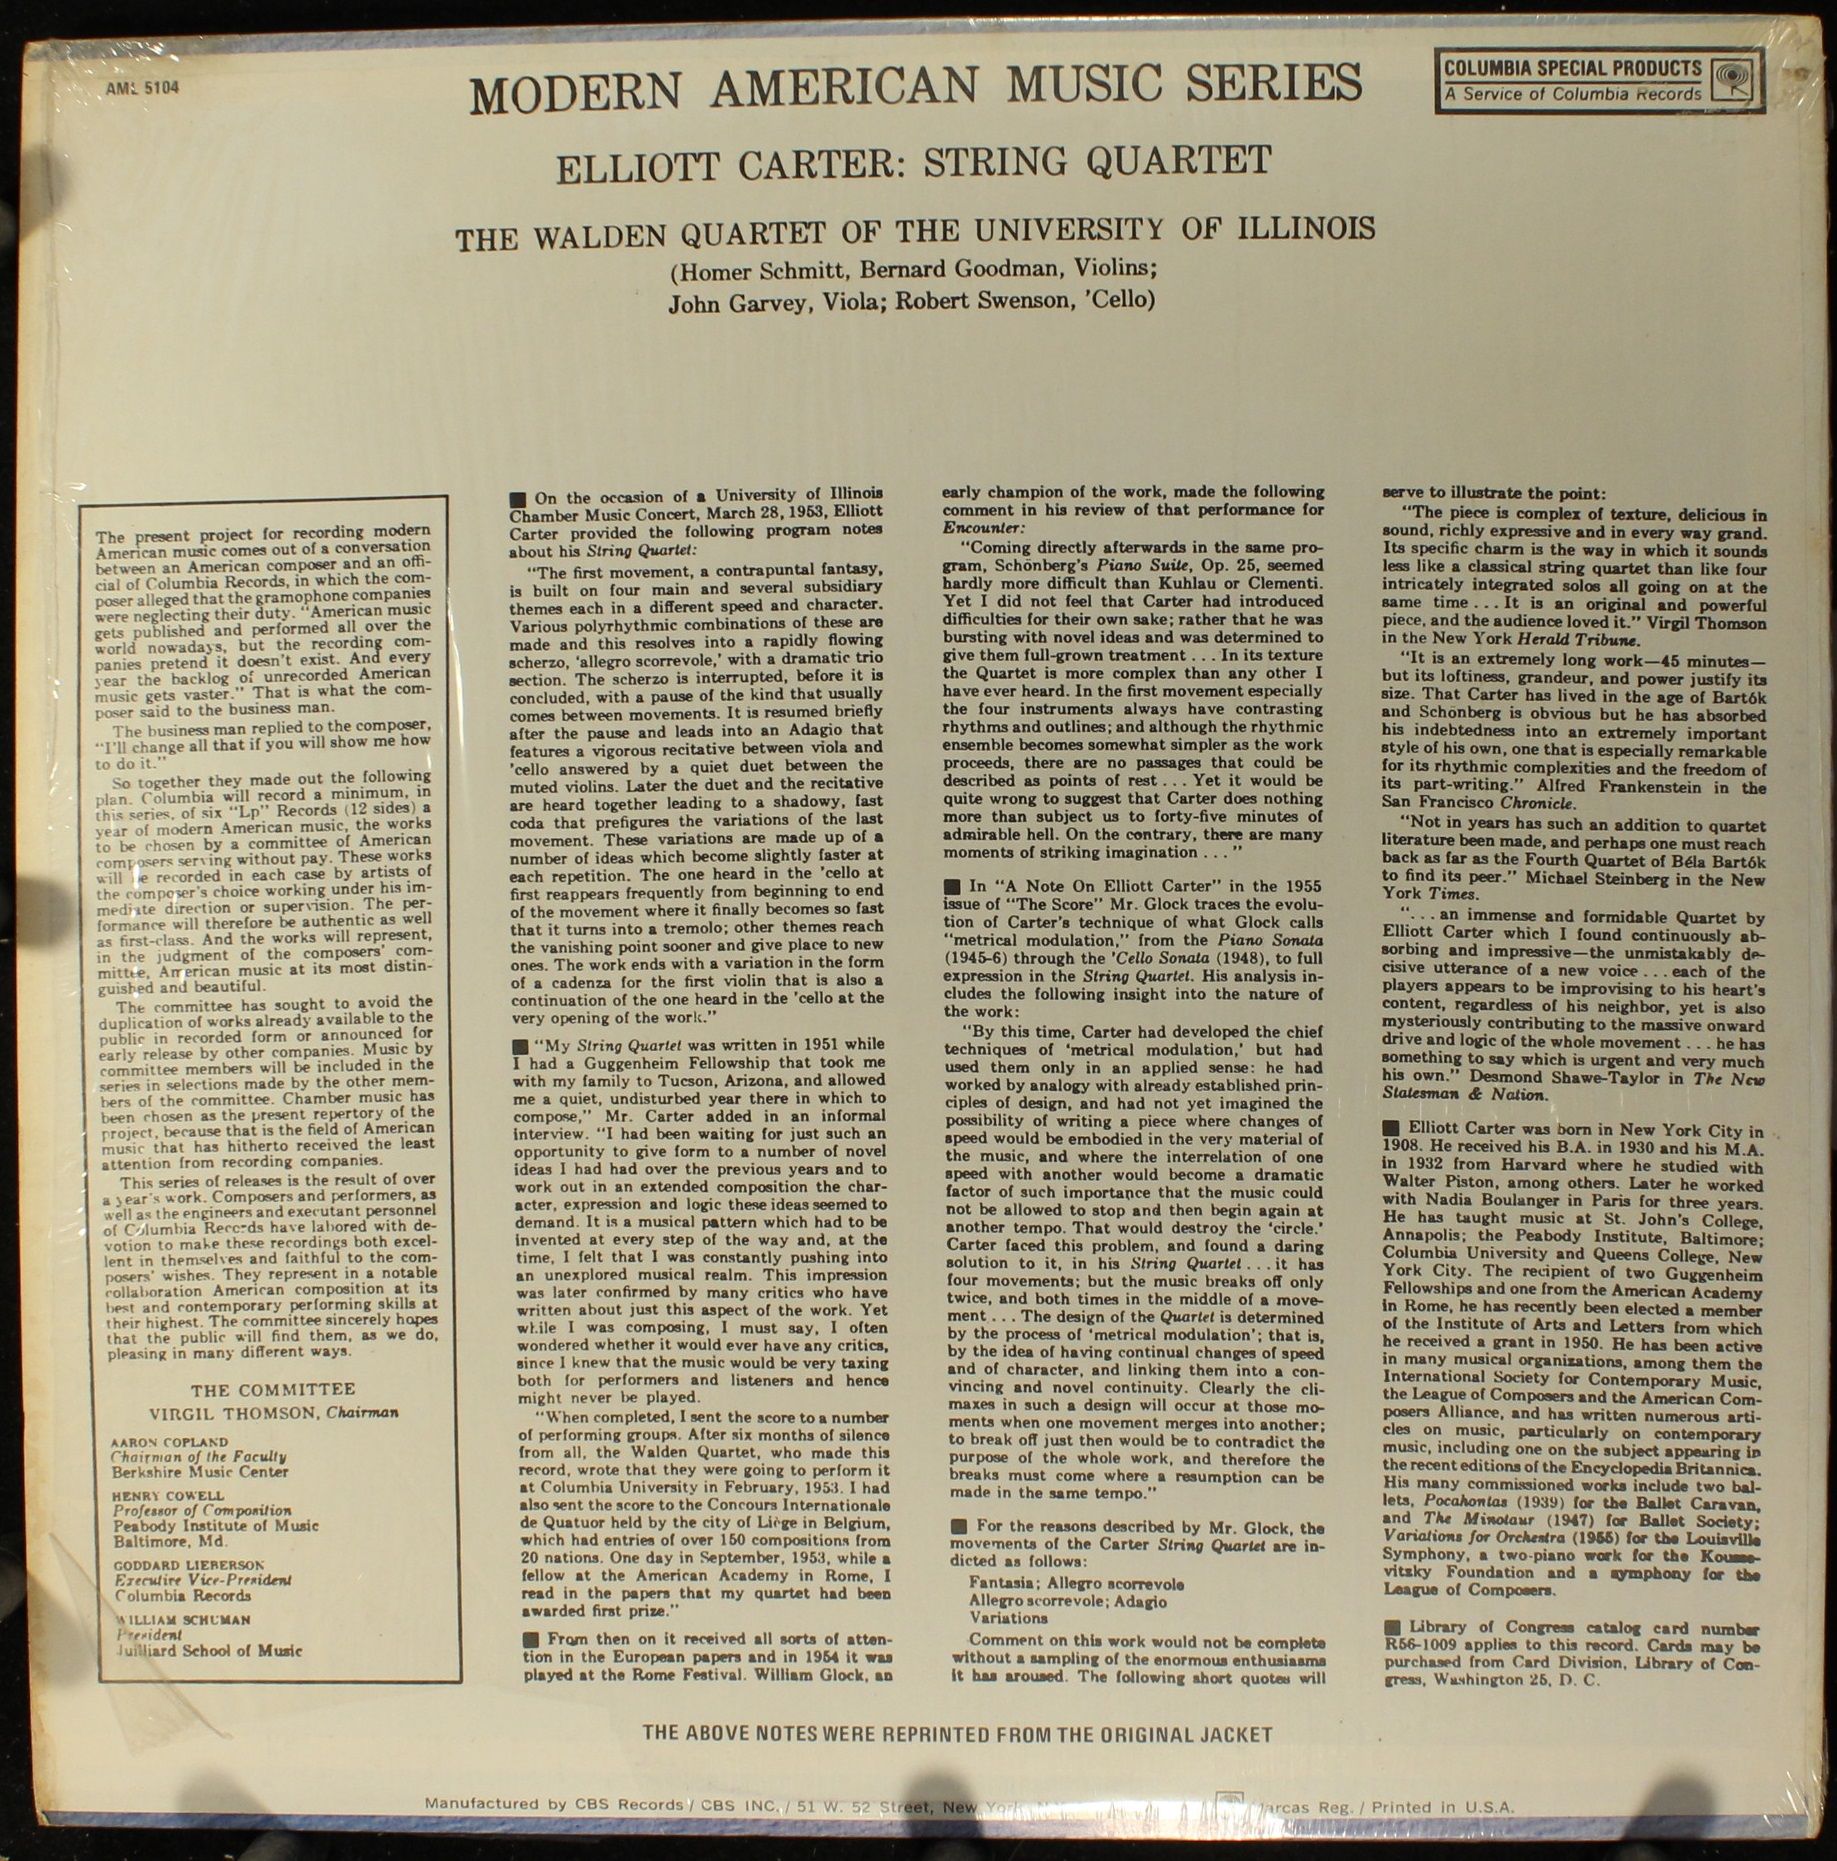 AML 5104
MODERN AMERICAN MUSIC SERIES
COLUMBIA SPECIAL PRODUCTS
A Service of Columbia Records
ELLIOTT CARTER: STRING QUARTET
THE WALDEN QUARTET OF THE UNIVERSITY OF ILLINOIS
(Homer Schmitt, Bernard Goodman, Violins;
John Garvey, Viola; Robert Swenson, 'Cello)
The present project for recording modern
American music comes out of a conversation
between an American composer and an offi-
cial of Columbia Records, in which the com-
poser alleged that the gramophone companies
were neglecting their duty. "American music
gets published and performed all over the
world nowadays, but the recording com-
panies pretend it doesn't exist. And every
year the backlog of unrecorded American
music gets vaster." That is what the com-
poser said to the business man.
The business man replied to the composer,
"I'll change all that if you will show me how
to do it."
So together they made out the following
plan. Columbia will record a minimum, in
this series, of six "Lp" Records (12 sides) a
year of modern American music, the works
to be chosen by a committee of American
composers serving without pay. These works
will be recorded in each case by artists of
the composer's choice working under his im-
mediate direction or supervision. The per-
formance will therefore be authentic as well
as first-class. And the works will represent,
in the judgment of the composers' com-
mittee, American music at its most distin-
guished and beautiful.
The committee has sought to avoid the
duplication of works already available to the
public in recorded form or announced for
early release by other companies. Music by
committee members will be included in the
series in selections made by the other mem-
bers of the committee. Chamber music has
been chosen as the present repertory of the
project, because that is the field of American
music that has hitherto received the least
attention from recording companies.
This series of releases is the result of over
a year's work. Composers and performers, as
well as the engineers and executant personnel
of Columbia Records have labored with de-
votion to make these recordings both excel-
lent in themselves and faithful to the com-
posers' wishes. They represent in a notable
collaboration American composition at its
best and contemporary performing skills at
their highest. The committee sincerely hopes
that the public will find them, as we do,
pleasing in many different ways.
THE COMMITTEE
VIRGIL THOMSON, Chairman
AARON COPLAND
Chairman of the Faculty
Berkshire Music Center
HENRY COWELL
Professor of Composition
Peabody Institute of Music
Baltimore, Md.
GODDARD LIEBERSON
Executive Vice-President
Columbia Records
WILLIAM SCHUMAN
President
Juilliard School of Music
■ On the occasion of a University of Illinois
Chamber Music Concert, March 28, 1953, Elliott
Carter provided the following program notes
about his String Quartet:
"The first movement, a contrapuntal fantasy,
is built on four main and several subsidiary
themes each in a different speed and character.
Various polyrhythmic combinations of these are
made and this resolves into a rapidly flowing
scherzo, 'allegro scorrevole,' with a dramatic trio
section. The scherzo is interrupted, before it is
concluded, with a pause of the kind that usually
comes between movements. It is resumed briefly
after the pause and leads into an Adagio that
features a vigorous recitative between viola and
'cello answered by a quiet duet between the
muted violins. Later the duet and the recitative
are heard together leading to a shadowy, fast
coda that prefigures the variations of the last
movement. These variations are made up of a
number of ideas which become slightly faster at
each repetition. The one heard in the 'cello at
first reappears frequently from beginning to end
of the movement where it finally becomes so fast
that it turns into a tremolo; other themes reach
the vanishing point sooner and give place to new
ones. The work ends with a variation in the form
of a cadenza for the first violin that is also a
continuation of the one heard in the 'cello at the
very opening of the work."
■ "My String Quartet was written in 1951 while
I had a Guggenheim Fellowship that took me
with my family to Tucson, Arizona, and allowed
me a quiet, undisturbed year there in which to
compose," Mr. Carter added in an informal
interview. "I had been waiting for just such an
opportunity to give form to a number of novel
ideas I had had over the previous years and to
work out in an extended composition the char-
acter, expression and logic these ideas seemed to
demand. It is a musical pattern which had to be
invented at every step of the way and, at the
time, I felt that I was constantly pushing into
an unexplored musical realm. This impression
was later confirmed by many critics who have
written about just this aspect of the work. Yet
while I was composing, I must say, I often
wondered whether it would ever have any critics,
since I knew that the music would be very taxing
both for performers and listeners and hence
might never be played.
"When completed, I sent the score to a number
of performing groups. After six months of silence
from all, the Walden Quartet, who made this
record, wrote that they were going to perform it
at Columbia University in February, 1953. I had
also sent the score to the Concours Internationale
de Quatuor held by the city of Liège in Belgium,
which had entries of over 150 compositions from
20 nations. One day in September, 1953, while a
fellow at the American Academy in Rome, I
read in the papers that my quartet had been
awarded first prize."
■ From then on it received all sorts of atten-
tion in the European papers and in 1954 it was
played at the Rome Festival. William Glock, an
early champion of the work, made the following
comment in his review of that performance for
Encounter:
"Coming directly afterwards in the same pro-
gram, Schönberg's Piano Suite, Op. 25, seemed
hardly more difficult than Kuhlau or Clementi.
Yet I did not feel that Carter had introduced
difficulties for their own sake; rather that he was
bursting with novel ideas and was determined to
give them full-grown treatment . . . In its texture
the Quartet is more complex than any other I
have ever heard. In the first movement especially
the four instruments always have contrasting
rhythms and outlines; and although the rhythmic
ensemble becomes somewhat simpler as the work
proceeds, there are no passages that could be
described as points of rest . . . Yet it would be
quite wrong to suggest that Carter does nothing
more than subject us to forty-five minutes of
admirable hell. On the contrary, there are many
moments of striking imagination . . ."
■ In "A Note On Elliott Carter" in the 1955
issue of "The Score" Mr. Glock traces the evolu-
tion of Carter's technique of what Glock calls
"metrical modulation," from the Piano Sonata
(1945-6) through the 'Cello Sonata (1948), to full
expression in the String Quartet. His analysis in-
cludes the following insight into the nature of
the work:
"By this time, Carter had developed the chief
techniques of 'metrical modulation,' but had
used them only in an applied sense: he had
worked by analogy with already established prin-
ciples of design, and had not yet imagined the
possibility of writing a piece where changes of
speed would be embodied in the very material of
the music, and where the interrelation of one
speed with another would become a dramatic
factor of such importance that the music could
not be allowed to stop and then begin again at
another tempo. That would destroy the 'circle.'
Carter faced this problem, and found a daring
solution to it, in his String Quartet . . . it has
four movements; but the music breaks off only
twice, and both times in the middle of a move-
ment . . . The design of the Quartet is determined
by the process of 'metrical modulation'; that is,
by the idea of having continual changes of speed
and of character, and linking them into a con-
vincing and novel continuity. Clearly the cli-
maxes in such a design will occur at those mo-
ments when one movement merges into another;
to break off just then would be to contradict the
purpose of the whole work, and therefore the
breaks must come where a resumption can be
made in the same tempo."
■ For the reasons described by Mr. Glock, the
movements of the Carter String Quartet are in-
dicted as follows:
Fantasia; Allegro scorrevole
Allegro scorrevole; Adagio
Variations
Comment on this work would not be complete
without a sampling of the enormous enthusiasms
it has aroused. The following short quotes will
serve to illustrate the point:
"The piece is complex of texture, delicious in
sound, richly expressive and in every way grand.
Its specific charm is the way in which it sounds
less like a classical string quartet than like four
intricately integrated solos all going on at the
same time . . . It is an original and powerful
piece, and the audience loved it." Virgil Thomson
in the New York Herald Tribune.
"It is an extremely long work—45 minutes—
but its loftiness, grandeur, and power justify its
size. That Carter has lived in the age of Bartók
and Schönberg is obvious but he has absorbed
his indebtedness into an extremely important
style of his own, one that is especially remarkable
for its rhythmic complexities and the freedom of
its part-writing." Alfred Frankenstein in the
San Francisco Chronicle.
"Not in years has such an addition to quartet
literature been made, and perhaps one must reach
back as far as the Fourth Quartet of Béla Bartók
to find its peer." Michael Steinberg in the New
York Times.
". . . an immense and formidable Quartet by
Elliott Carter which I found continuously ab-
sorbing and impressive—the unmistakably de-
cisive utterance of a new voice . . . each of the
players appears to be improvising to his heart's
content, regardless of his neighbor, yet is also
mysteriously contributing to the massive onward
drive and logic of the whole movement . . . he has
something to say which is urgent and very much
his own." Desmond Shawe-Taylor in The New
Statesman & Nation.
■ Elliott Carter was born in New York City in
1908. He received his B.A. in 1930 and his M.A.
in 1932 from Harvard where he studied with
Walter Piston, among others. Later he worked
with Nadia Boulanger in Paris for three years.
He has taught music at St. John's College,
Annapolis; the Peabody Institute, Baltimore;
Columbia University and Queens College, New
York City. The recipient of two Guggenheim
Fellowships and one from the American Academy
in Rome, he has recently been elected a member
of the Institute of Arts and Letters from which
he received a grant in 1950. He has been active
in many musical organizations, among them the
International Society for Contemporary Music,
the League of Composers and the American Com-
posers Alliance, and has written numerous arti-
cles on music, particularly on contemporary
music, including one on the subject appearing in
the recent editions of the Encyclopedia Britannica.
His many commissioned works include two bal-
lets, Pocahontas (1939) for the Ballet Caravan,
and The Minotaur (1947) for Ballet Society;
Variations for Orchestra (1955) for the Louisville
Symphony, a two-piano work for the Kousse-
vitzky Foundation and a symphony for the
League of Composers.
■ Library of Congress catalog card number
R56-1009 applies to this record. Cards may be
purchased from Card Division, Library of Con-
gress, Washington 25, D. C.
THE ABOVE NOTES WERE REPRINTED FROM THE ORIGINAL JACKET
Manufactured by CBS Records / CBS INC. / 51 W. 52 Street, New York, Marcas Reg. / Printed in U.S.A.